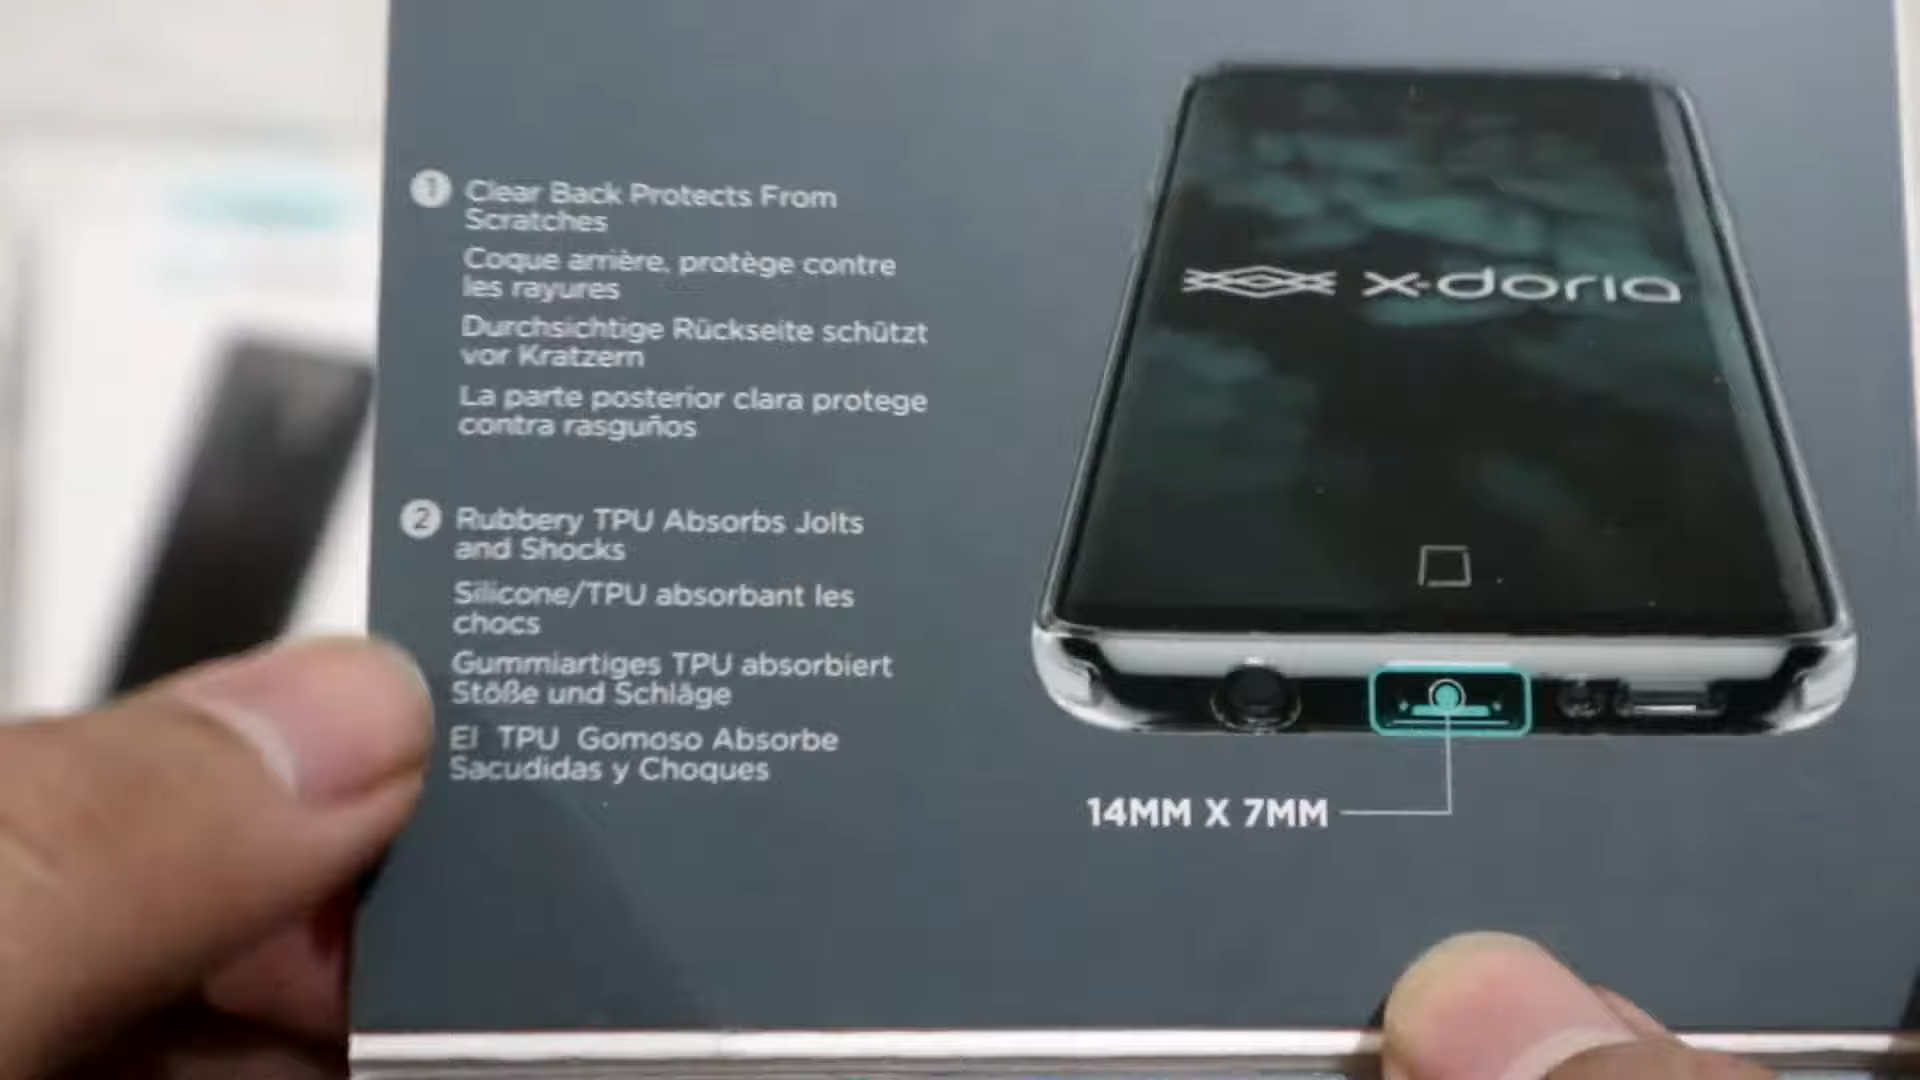 1 Clear Back Protects From
Scratches
Coque arrière, protège contre
les rayures
Durchsichtige Rückseite schützt
vor Kratzern
La parte posterior clara protege
contra rasguños
2 Rubbery TPU Absorbs Jolts
and Shocks
Silicone/TPU absorbant les
chocs
Gummiartiges TPU absorbiert
Stöße und Schläge
El TPU Gomoso Absorbe
Sacudidas y Choques
x-doria
14MM X 7MM